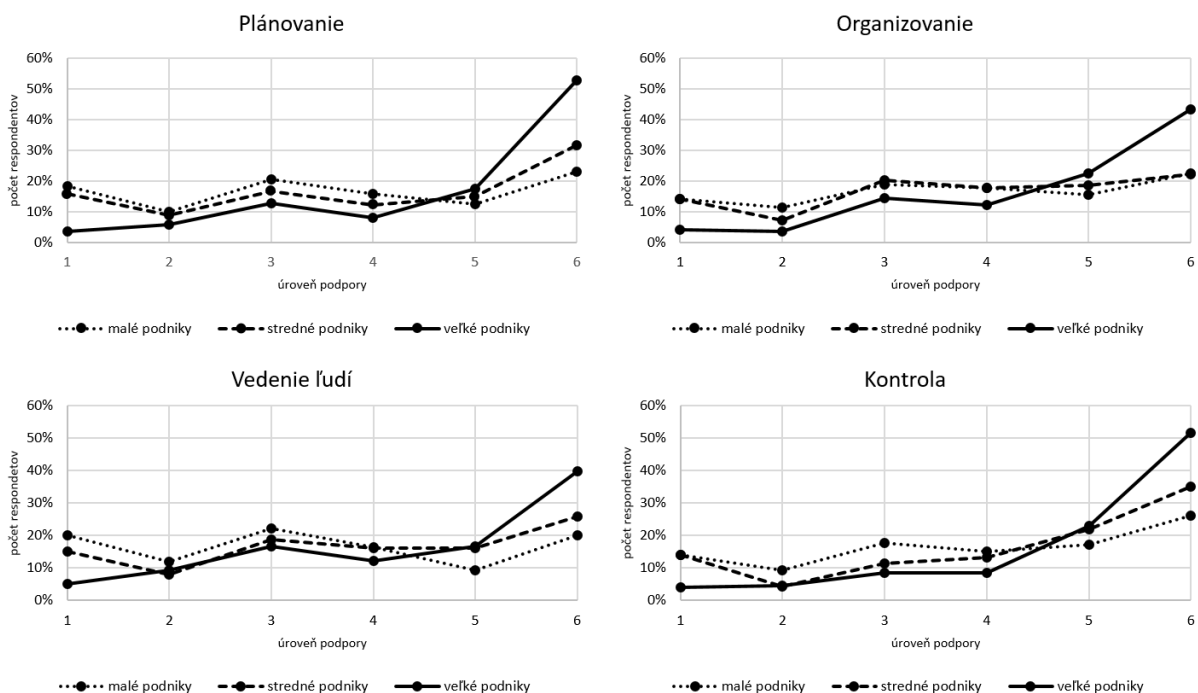 Plánovanie
počet respondentov
60%
50%
40%
30%
20%
10%
0%
1 2 3 4 5 6
úroveň podpory
malé podniky stredné podniky veľké podniky
Organizovanie
počet respondentov
60%
50%
40%
30%
20%
10%
0%
1 2 3 4 5 6
úroveň podpory
malé podniky stredné podniky veľké podniky
Vedenie ľudí
počet respondetov
60%
50%
40%
30%
20%
10%
0%
1 2 3 4 5 6
úroveň podpory
malé podniky stredné podniky veľké podniky
Kontrola
počet respondentov
60%
50%
40%
30%
20%
10%
0%
1 2 3 4 5 6
úroveň podpory
malé podniky stredné podniky veľké podniky